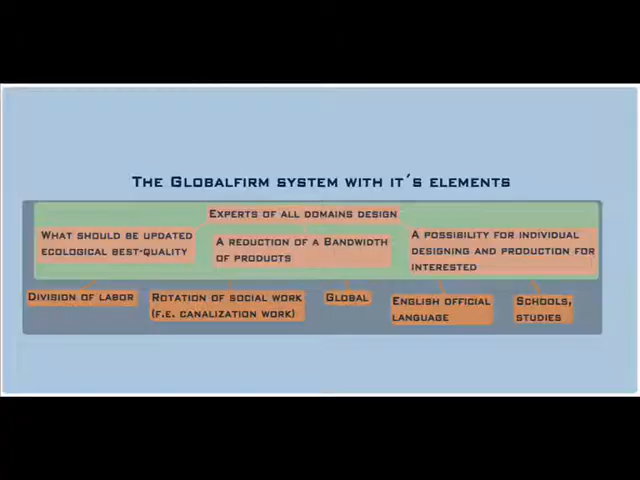 The Globalfirm system with it´s elements
Experts of all domains design
What should be updated
ecological best-quality
A reduction of a Bandwidth
of products
A possibility for individual
designing and production for
interested
Division of labor
Rotation of social work
(f.e. canalization work)
Global
English official
language
Schools,
studies